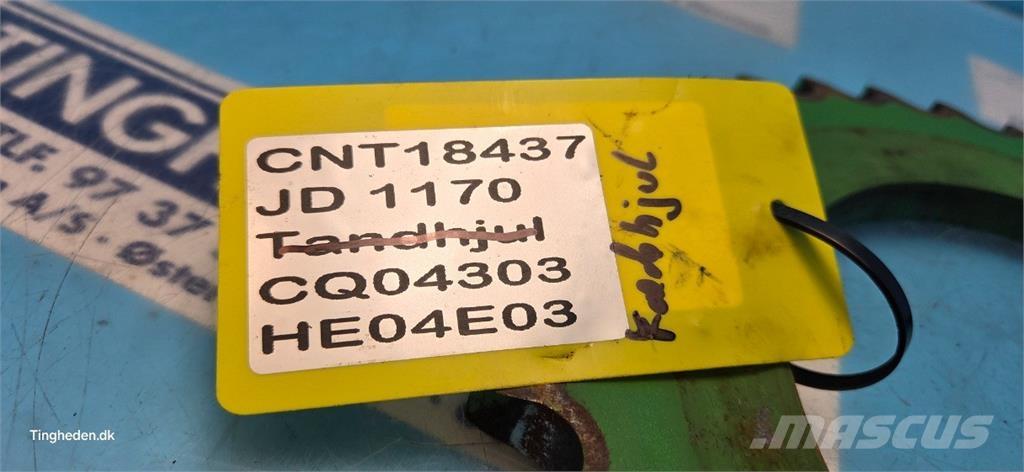 TINGH
TLF. 97 37
A/S - Øster
CNT18437
JD 1170
Tandhjul
CQ04303
HE04E03
Kædehjul
Tingheden.dk
MASCUS